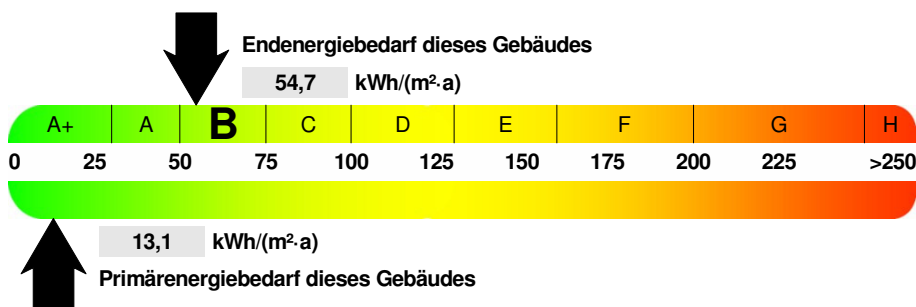 Endenergiebedarf dieses Gebäudes
54,7 kWh/(m²·a)
A+ A B C D E F G H
0 25 50 75 100 125 150 175 200 225 >250
13,1 kWh/(m²·a)
Primärenergiebedarf dieses Gebäudes